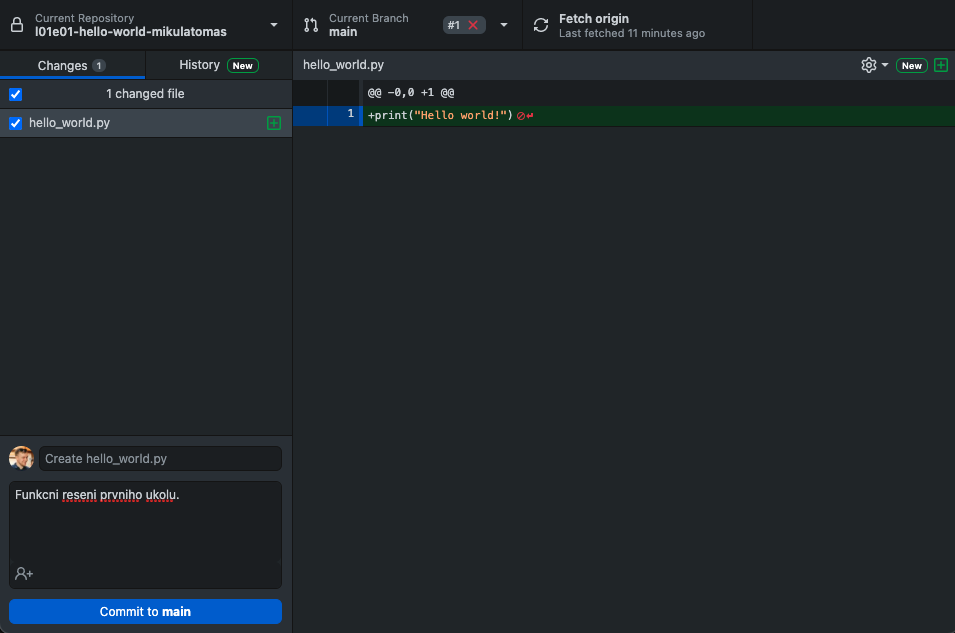 Current Repository
l01e01-hello-world-mikulatomas
Current Branch
main
#1
Fetch origin
Last fetched 11 minutes ago
Changes 1
History New
hello_world.py
New
1 changed file
@@ -0,0 +1 @@
hello_world.py
1 +print("Hello world!")
Create hello_world.py
Funkcni reseni prvniho ukolu.
Commit to main